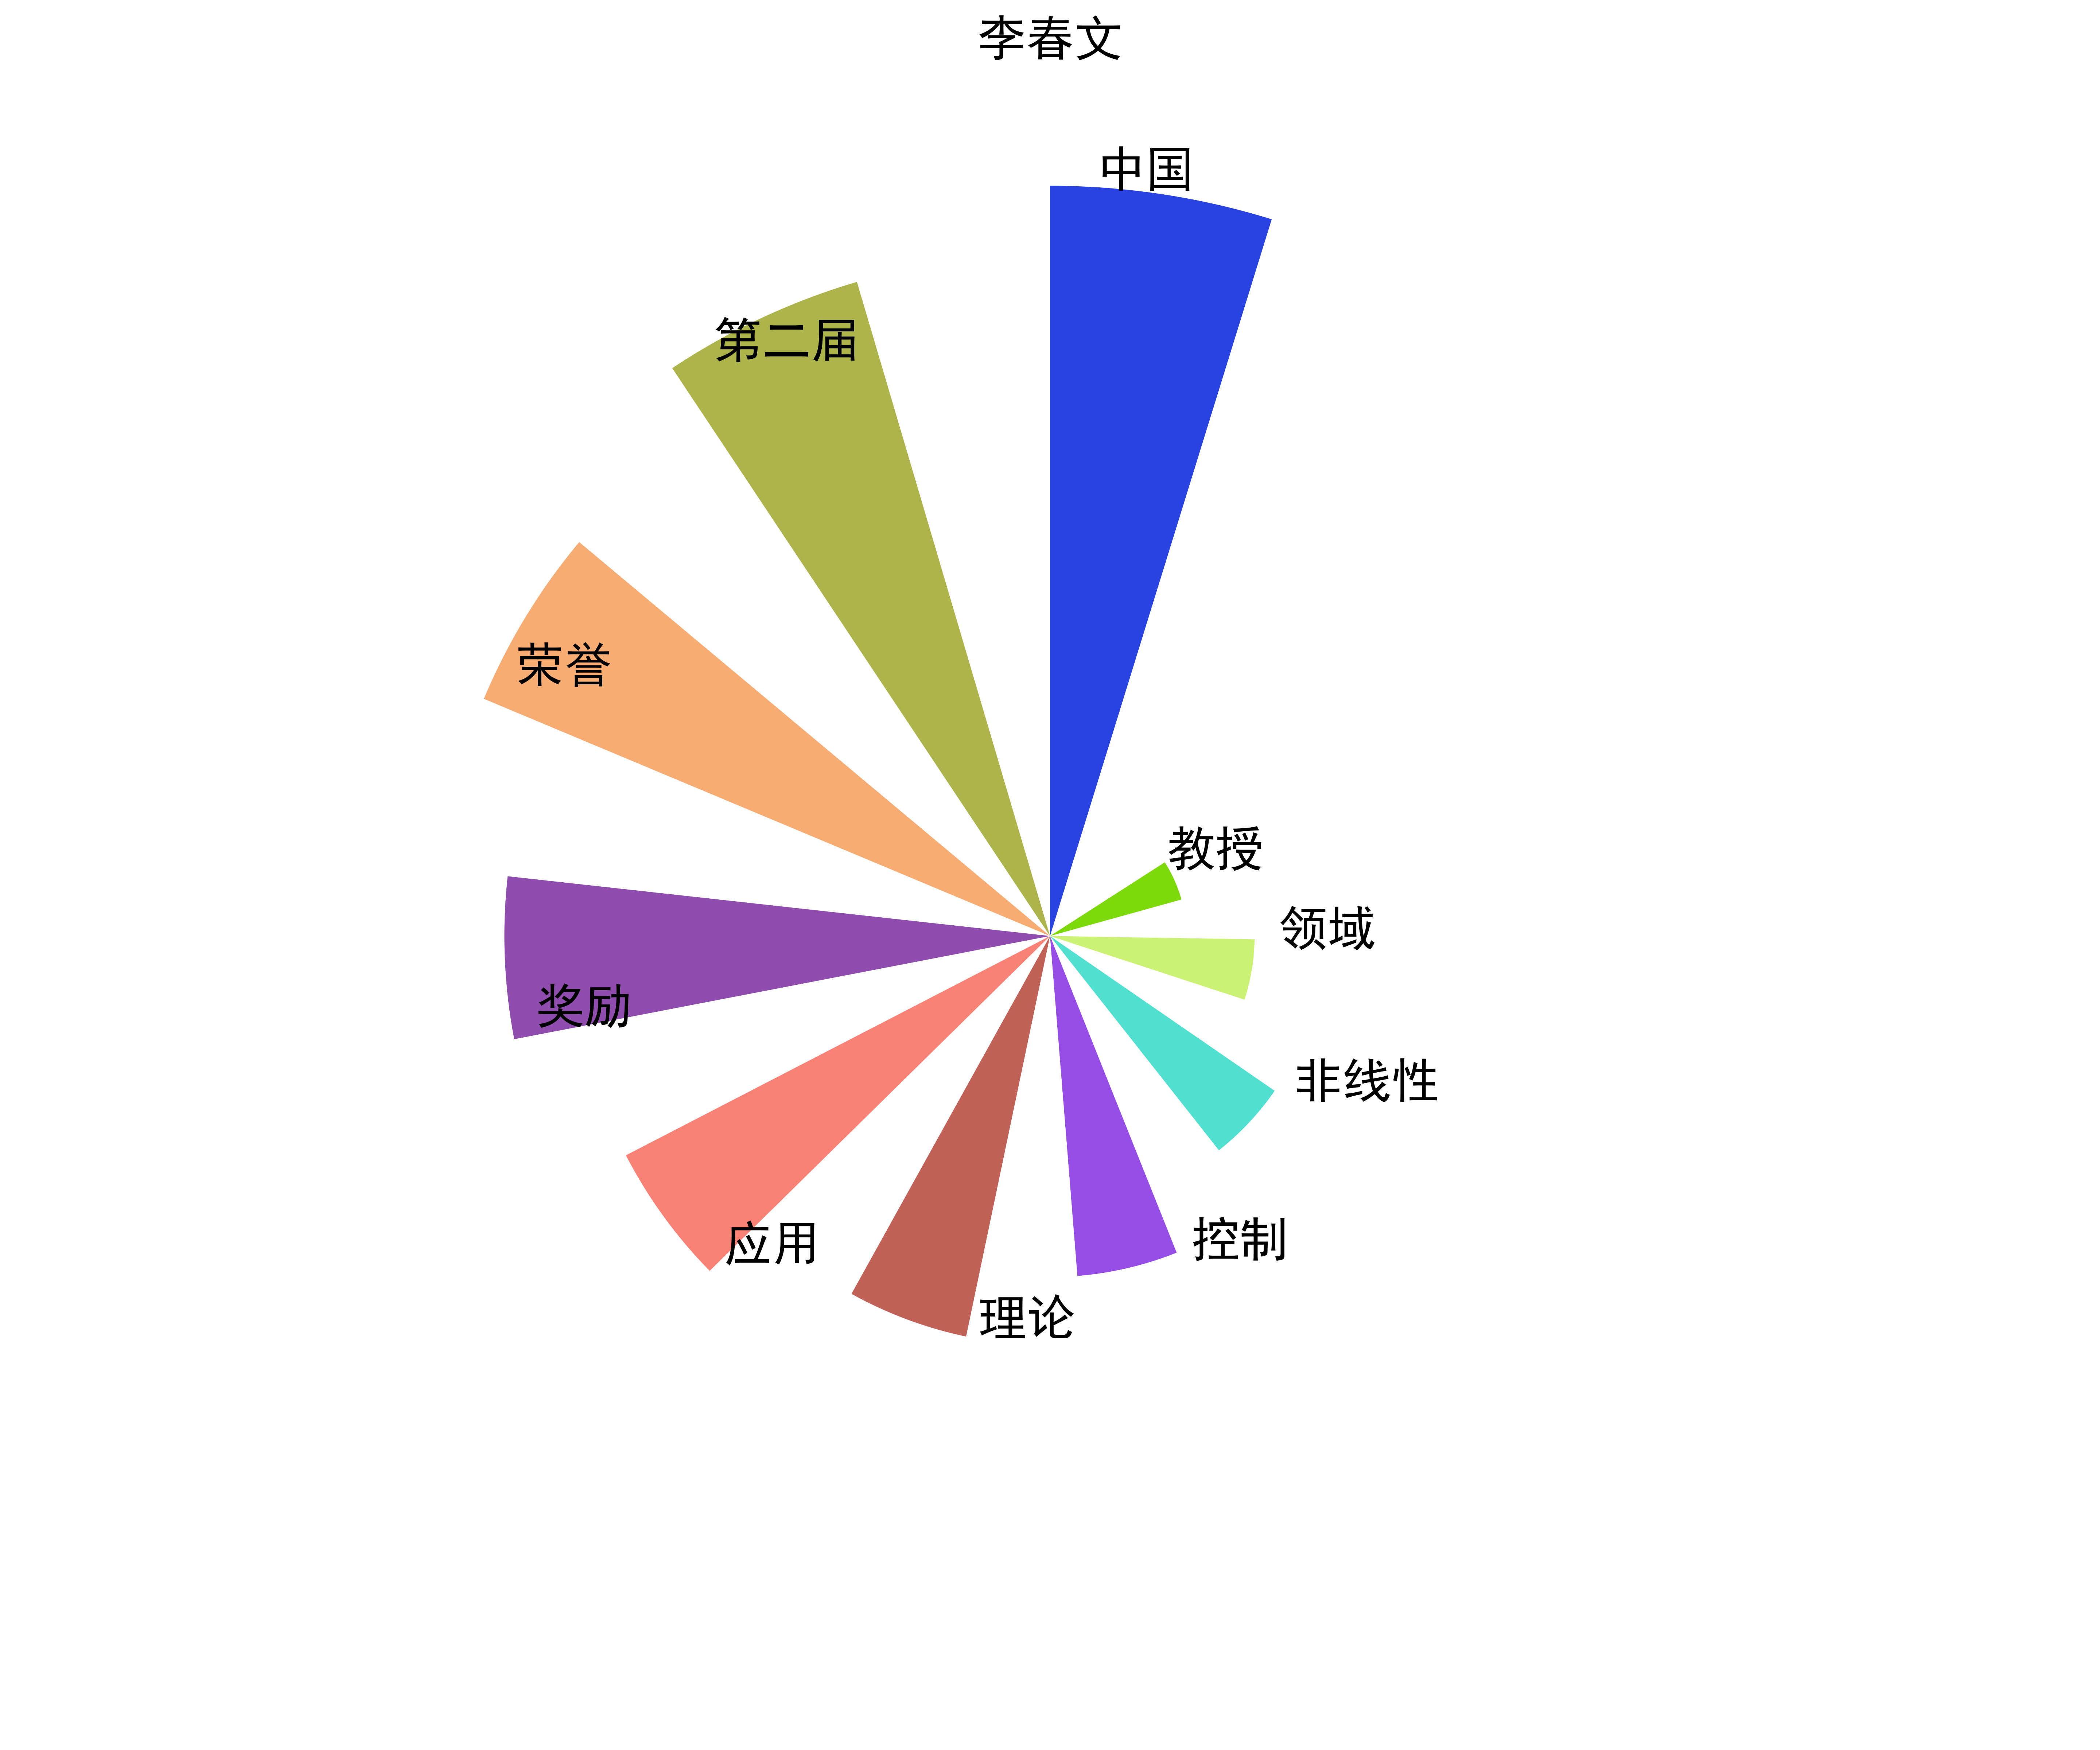 李春文
中国
第二届
荣誉
教授
领域
奖励
非线性
控制
应用
理论